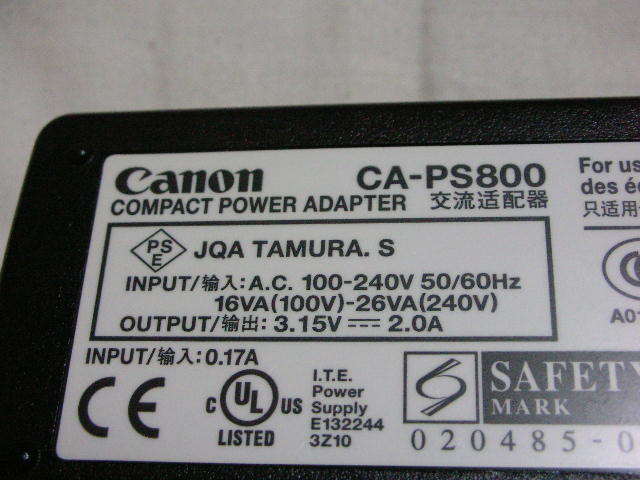 Canon CA-PS800
COMPACT POWER ADAPTER 交流适配器
PSE JQA TAMURA. S
INPUT/输入: A.C. 100-240V 50/60Hz
16VA(100V)-26VA(240V)
OUTPUT/输出: 3.15V⎓2.0A
INPUT/输入: 0.17A
CE
C UL US
LISTED
I.T.E.
Power
Supply
E132244
3Z10
S
SAFETY
MARK
020485-0
For us
des é
只适用
A01